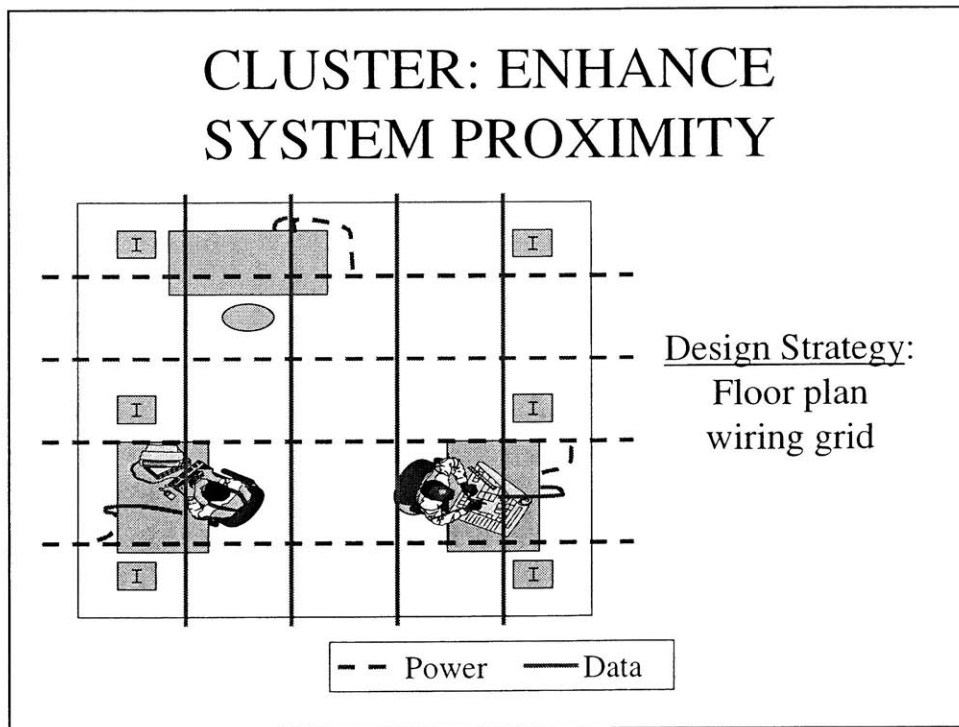 CLUSTER: ENHANCE
SYSTEM PROXIMITY
I
I
I
I
I
I
Design Strategy:
Floor plan
wiring grid
Power
Data